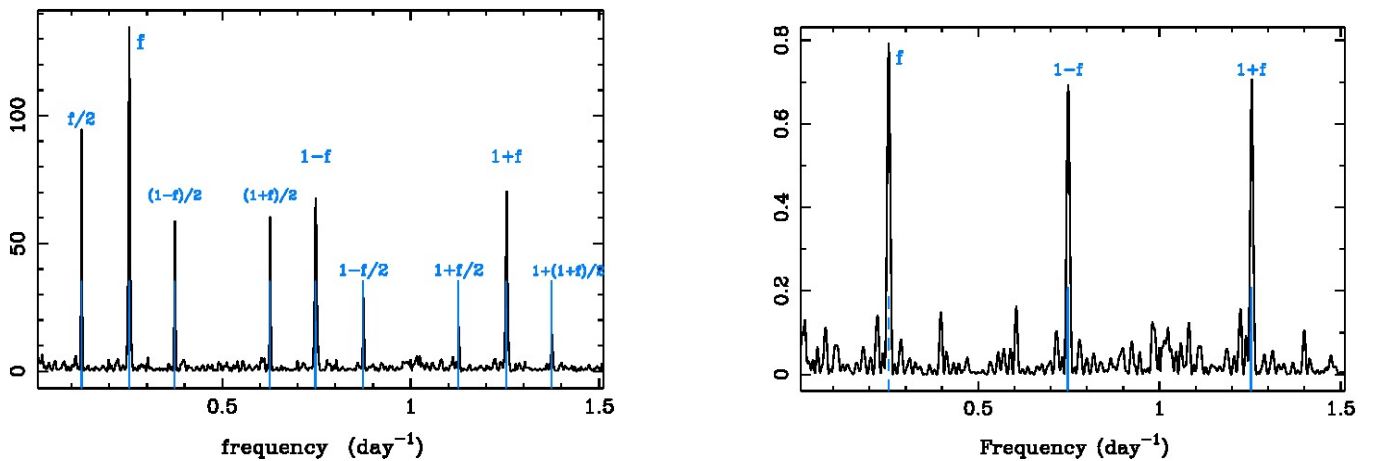 f
f/2
1-f
1+f
(1-f)/2
(1+f)/2
1-f/2
1+f/2
1+(1+f)/2
100
50
0
0.5
1
1.5
frequency (day⁻¹)
0.8
0.6
0.4
0.2
0
f
1-f
1+f
0.5
1
1.5
Frequency (day⁻¹)